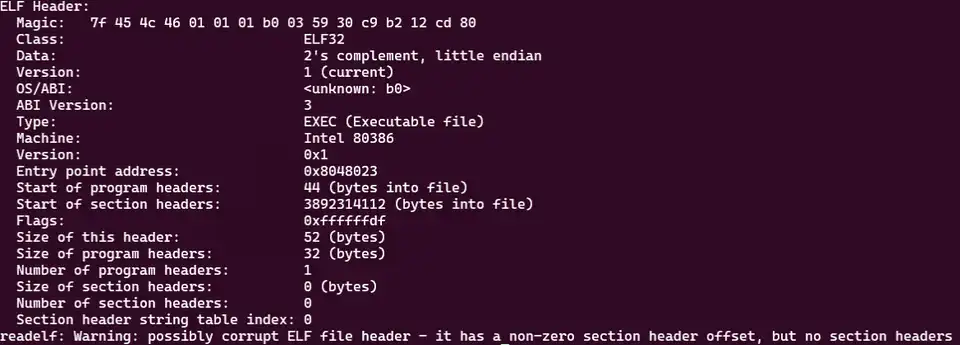 ELF Header:
  Magic:   7f 45 4c 46 01 01 01 b0 03 59 30 c9 b2 12 cd 80
  Class:                             ELF32
  Data:                              2's complement, little endian
  Version:                           1 (current)
  OS/ABI:                            <unknown: b0>
  ABI Version:                       3
  Type:                              EXEC (Executable file)
  Machine:                           Intel 80386
  Version:                           0x1
  Entry point address:               0x8048023
  Start of program headers:          44 (bytes into file)
  Start of section headers:          3892314112 (bytes into file)
  Flags:                             0xffffffdf
  Size of this header:               52 (bytes)
  Size of program headers:           32 (bytes)
  Number of program headers:         1
  Size of section headers:           0 (bytes)
  Number of section headers:         0
  Section header string table index: 0
readelf: Warning: possibly corrupt ELF file header - it has a non-zero section header offset, but no section headers